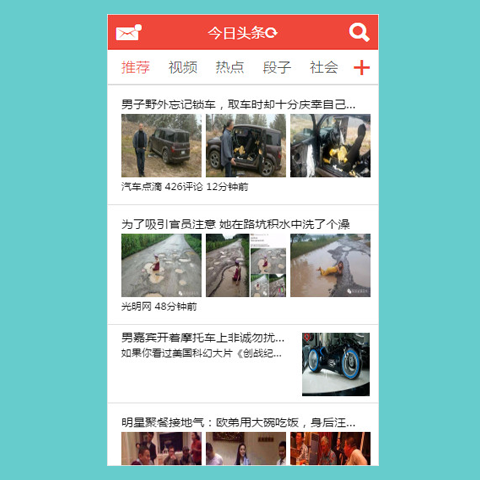 今日头条
推荐 视频 热点 段子 社会
男子野外忘记锁车，取车时却十分庆幸自己...
汽车点滴 426评论 12分钟前
为了吸引官员注意 她在路坑积水中洗了个澡
光明网 48分钟前
男嘉宾开着摩托车上非诚勿扰...
如果你看过美国科幻大片《创战纪...
明星聚餐接地气：欧弟用大碗吃饭，身后汪...